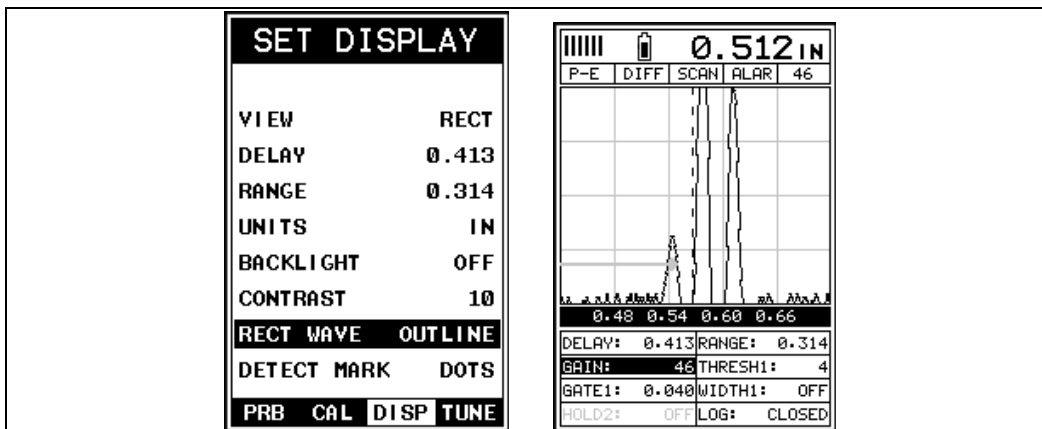 SET DISPLAY
VIEW RECT
DELAY 0.413
RANGE 0.314
UNITS IN
BACKLIGHT OFF
CONTRAST 10
RECT WAVE OUTLINE
DETECT MARK DOTS
PRB CAL DISP TUNE
0.512 IN
P-E DIFF SCAN ALAR 46
0.48 0.54 0.60 0.66
DELAY: 0.413 RANGE: 0.314
GAIN: 46 THRESH1: 4
GATE1: 0.040 WIDTH1: OFF
HOLD2: OFF LOG: CLOSED